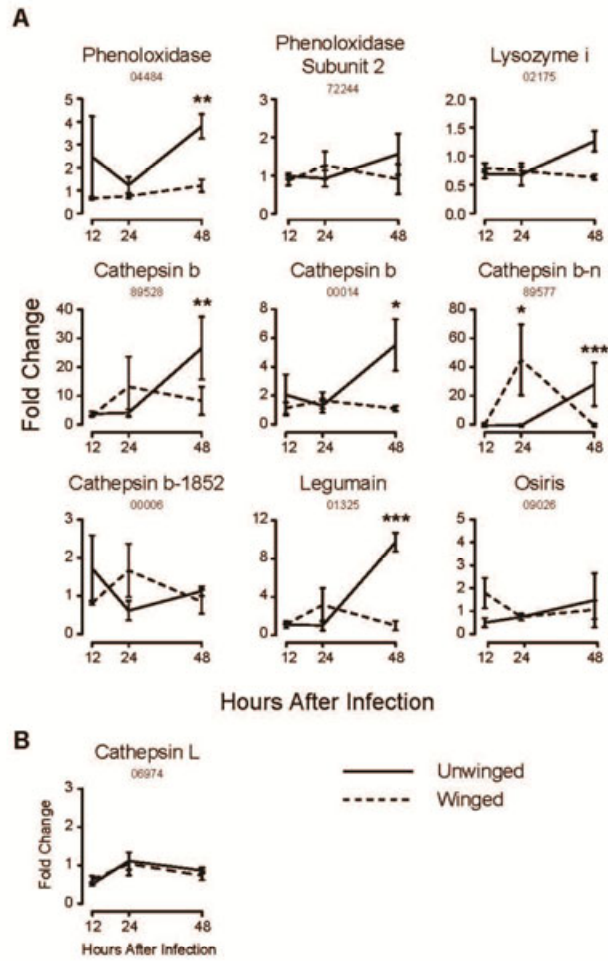 A
Phenoloxidase
04484
5
4
3
2
1
0
12 24 48
**
Phenoloxidase
Subunit 2
72244
3
2
1
0
12 24 48
Lysozyme i
02175
2.0
1.5
1.0
0.5
0.0
12 24 48
Fold Change
Cathepsin b
89528
40
30
20
10
0
12 24 48
**
Cathepsin b
00014
8
6
4
2
0
12 24 48
*
Cathepsin b-n
89577
80
60
40
20
0
12 24 48
*
***
Cathepsin b-1852
00006
3
2
1
0
12 24 48
Legumain
01325
12
8
4
0
12 24 48
***
Osiris
09026
5
4
3
2
1
0
12 24 48
Hours After Infection
B
Cathepsin L
06974
Fold Change
3
2
1
0
12 24 48
Hours After Infection
Unwinged
Winged